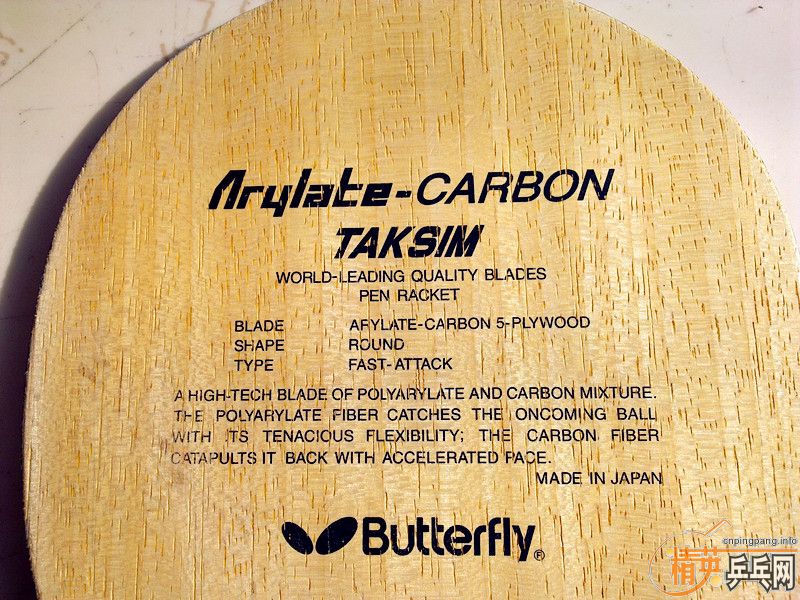 Arylate-CARBON
TAKSIM
WORLD-LEADING QUALITY BLADES
PEN RACKET
BLADE ARYLATE-CARBON 5-PLYWOOD
SHAPE ROUND
TYPE FAST-ATTACK
A HIGH-TECH BLADE OF POLYARYLATE AND CARBON MIXTURE.
THE POLYARYLATE FIBER CATCHES THE ONCOMING BALL
WITH ITS TENACIOUS FLEXIBILITY; THE CARBON FIBER
CATAPULTS IT BACK WITH ACCELERATED PACE.
MADE IN JAPAN
Butterfly®
cnpingpang.info
精英乒乓网